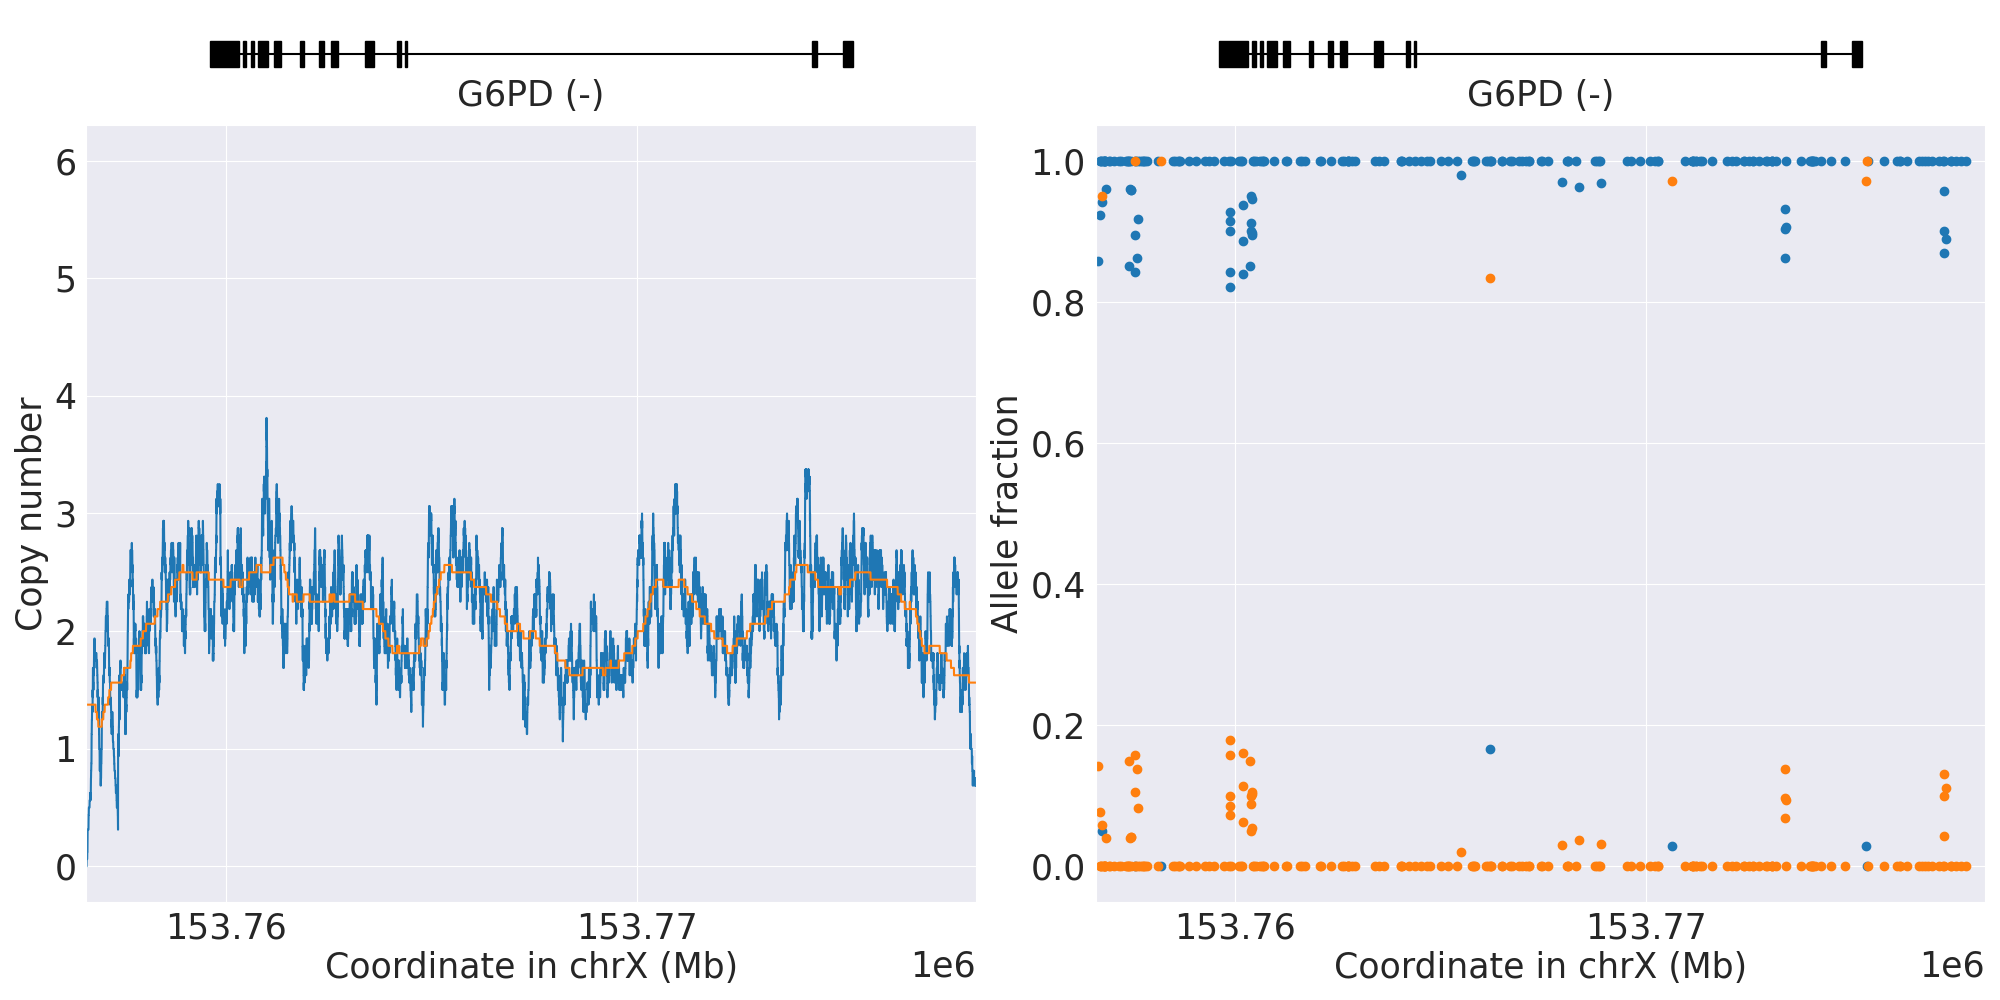 G6PD (-)
G6PD (-)
6
5
4
3
2
1
0
Copy number
153.76
153.77
Coordinate in chrX (Mb)
1e6
1.0
0.8
0.6
0.4
0.2
0.0
Allele fraction
153.76
153.77
Coordinate in chrX (Mb)
1e6